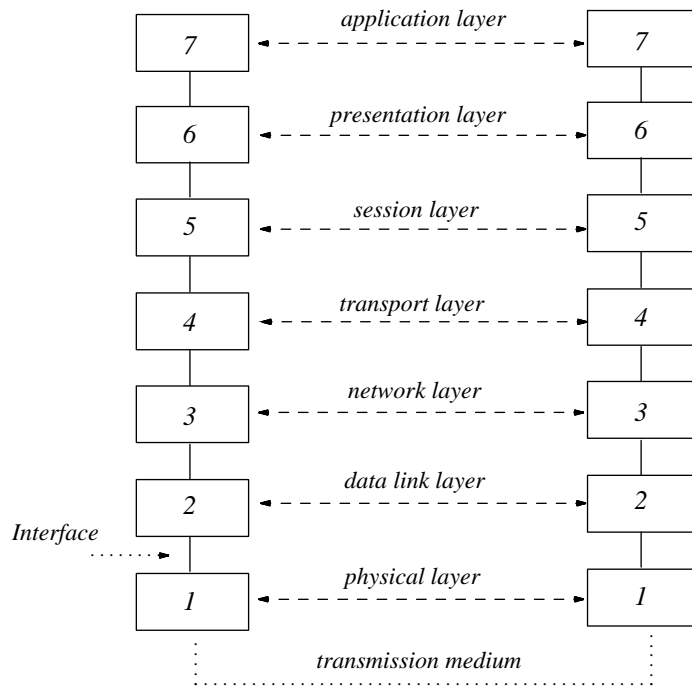 application layer
7 7
presentation layer
6 6
session layer
5 5
transport layer
4 4
network layer
3 3
data link layer
2 2
Interface
physical layer
1 1
transmission medium